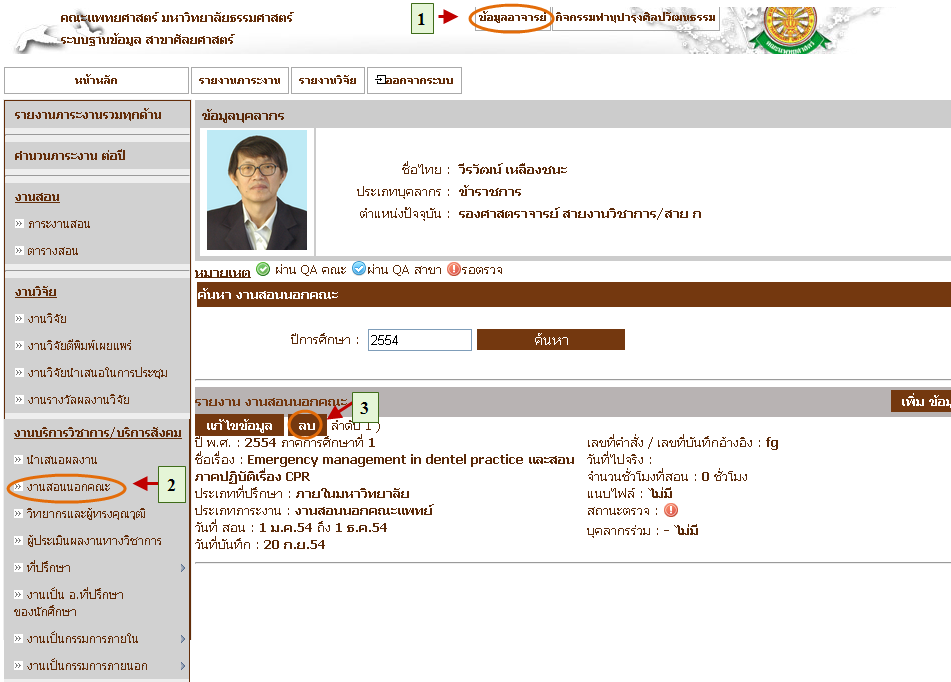 คณะแพทยศาสตร์ มหาวิทยาลัยธรรมศาสตร์
ระบบฐานข้อมูล สาขาศัลยศาสตร์
1
ข้อมูลอาจารย์
กิจกรรมทำนุบำรุงศิลปวัฒนธรรม
หน้าหลัก
รายงานภาระงาน
รายงานวิจัย
ออกจากระบบ
รายงานภาระงานรวมทุกด้าน
คำนวนภาระงาน ต่อปี
งานสอน
ภาระงานสอน
ตารางสอน
งานวิจัย
งานวิจัย
งานวิจัยตีพิมพ์เผยแพร่
งานวิจัยนำเสนอในการประชุม
งานรางวัลผลงานวิจัย
งานบริการวิชาการ/บริการสังคม
นำเสนอผลงาน
งานสอนนอกคณะ
2
วิทยากรและผู้ทรงคุณวุฒิ
ผู้ประเมินผลงานทางวิชาการ
ที่ปรึกษา
งานเป็น อ.ที่ปรึกษา
ของนักศึกษา
งานเป็นกรรมการภายใน
งานเป็นกรรมการภายนอก
ข้อมูลบุคลากร
ชื่อไทย : วีรวัฒน์ เหลืองชนะ
ประเภทบุคลากร : ข้าราชการ
ตำแหน่งปัจจุบัน : รองศาสตราจารย์ สายงานวิชาการ/สาย ก
หมายเหตุ ผ่าน QA คณะ ผ่าน QA สาขา รอตรวจ
ค้นหา งานสอนนอกคณะ
ปีการศึกษา : 2554 ค้นหา
รายงาน งานสอนนอกคณะ
3
เพิ่ม ข้อมู
แก้ไขข้อมูล ลบ ลำดับ 1 )
ปี พ.ศ. : 2554 ภาคการศึกษาที่ 1
ชื่อเรื่อง : Emergency management in dentel practice และสอน
ภาคปฏิบัติเรื่อง CPR
ประเภทที่ปรึกษา : ภายในมหาวิทยาลัย
ประเภทภาระงาน : งานสอนนอกคณะแพทย์
วันที่ สอน : 1 ม.ค.54 ถึง 1 ธ.ค.54
วันที่บันทึก : 20 ก.ย.54
เลขที่คำสั่ง / เลขที่บันทึกอ้างอิง : fg
วันที่ไปจริง :
จำนวนชั่วโมงที่สอน : 0 ชั่วโมง
แนบไฟล์ : ไม่มี
สถานะตรวจ :
บุคลากรร่วม : - ไม่มี